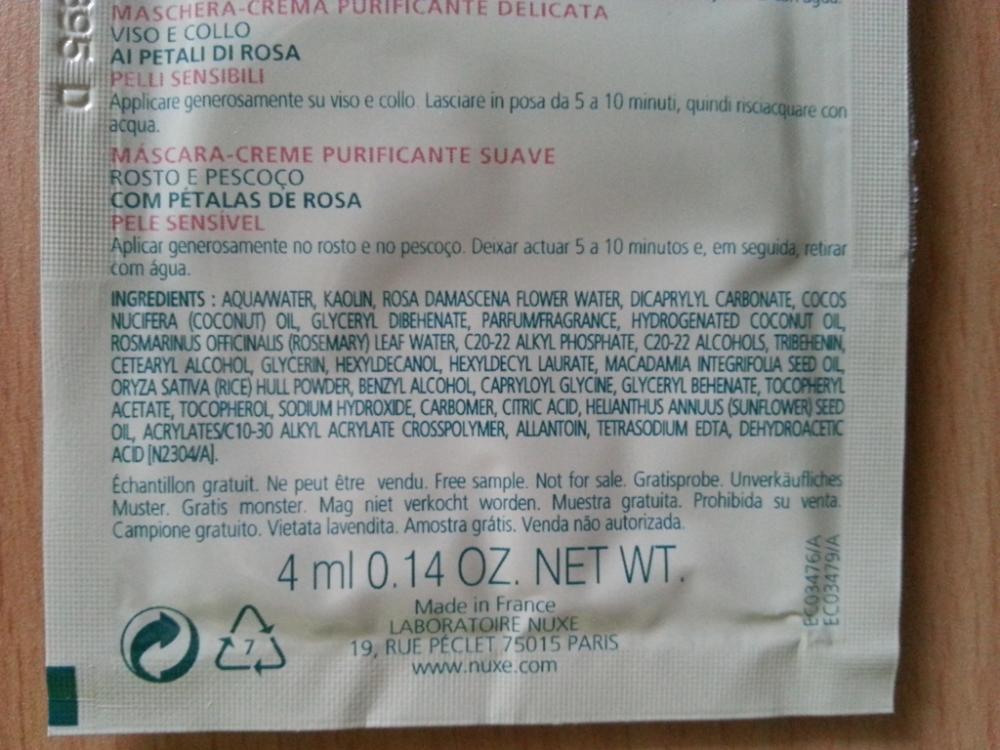 MASCHERA-CREMA PURIFICANTE DELICATA
VISO E COLLO
AI PETALI DI ROSA
PELLI SENSIBILI
Applicare generosamente su viso e collo. Lasciare in posa da 5 a 10 minuti, quindi risciacquare con
acqua.
MÁSCARA-CREME PURIFICANTE SUAVE
ROSTO E PESCOÇO
COM PÉTALAS DE ROSA
PELE SENSÍVEL
Aplicar generosamente no rosto e no pescoço. Deixar actuar 5 a 10 minutos e, em seguida, retirar
com água.
INGREDIENTS : AQUA/WATER, KAOLIN, ROSA DAMASCENA FLOWER WATER, DICAPRYLYL CARBONATE, COCOS
NUCIFERA (COCONUT) OIL, GLYCERYL DIBEHENATE, PARFUM/FRAGRANCE, HYDROGENATED COCONUT OIL,
ROSMARINUS OFFICINALIS (ROSEMARY) LEAF WATER, C20-22 ALKYL PHOSPHATE, C20-22 ALCOHOLS, TRIBEHENIN,
CETEARYL ALCOHOL, GLYCERIN, HEXYLDECANOL, HEXYLDECYL LAURATE, MACADAMIA INTEGRIFOLIA SEED OIL,
ORYZA SATIVA (RICE) HULL POWDER, BENZYL ALCOHOL, CAPRYLOYL GLYCINE, GLYCERYL BEHENATE, TOCOPHERYL
ACETATE, TOCOPHEROL, SODIUM HYDROXIDE, CARBOMER, CITRIC ACID, HELIANTHUS ANNUUS (SUNFLOWER) SEED
OIL, ACRYLATES/C10-30 ALKYL ACRYLATE CROSSPOLYMER, ALLANTOIN, TETRASODIUM EDTA, DEHYDROACETIC
ACID [N2304/A].
Échantillon gratuit. Ne peut être vendu. Free sample. Not for sale. Gratisprobe. Unverkäufliches
Muster. Gratis monster. Mag niet verkocht worden. Muestra gratuita. Prohibida su venta.
Campione gratuito. Vietata lavendita. Amostra grátis. Venda não autorizada.
4 ml 0.14 OZ. NET WT.
Made in France
LABORATOIRE NUXE
19, RUE PÉCLET 75015 PARIS
www.nuxe.com
7
EC03476/A
EC03479/A